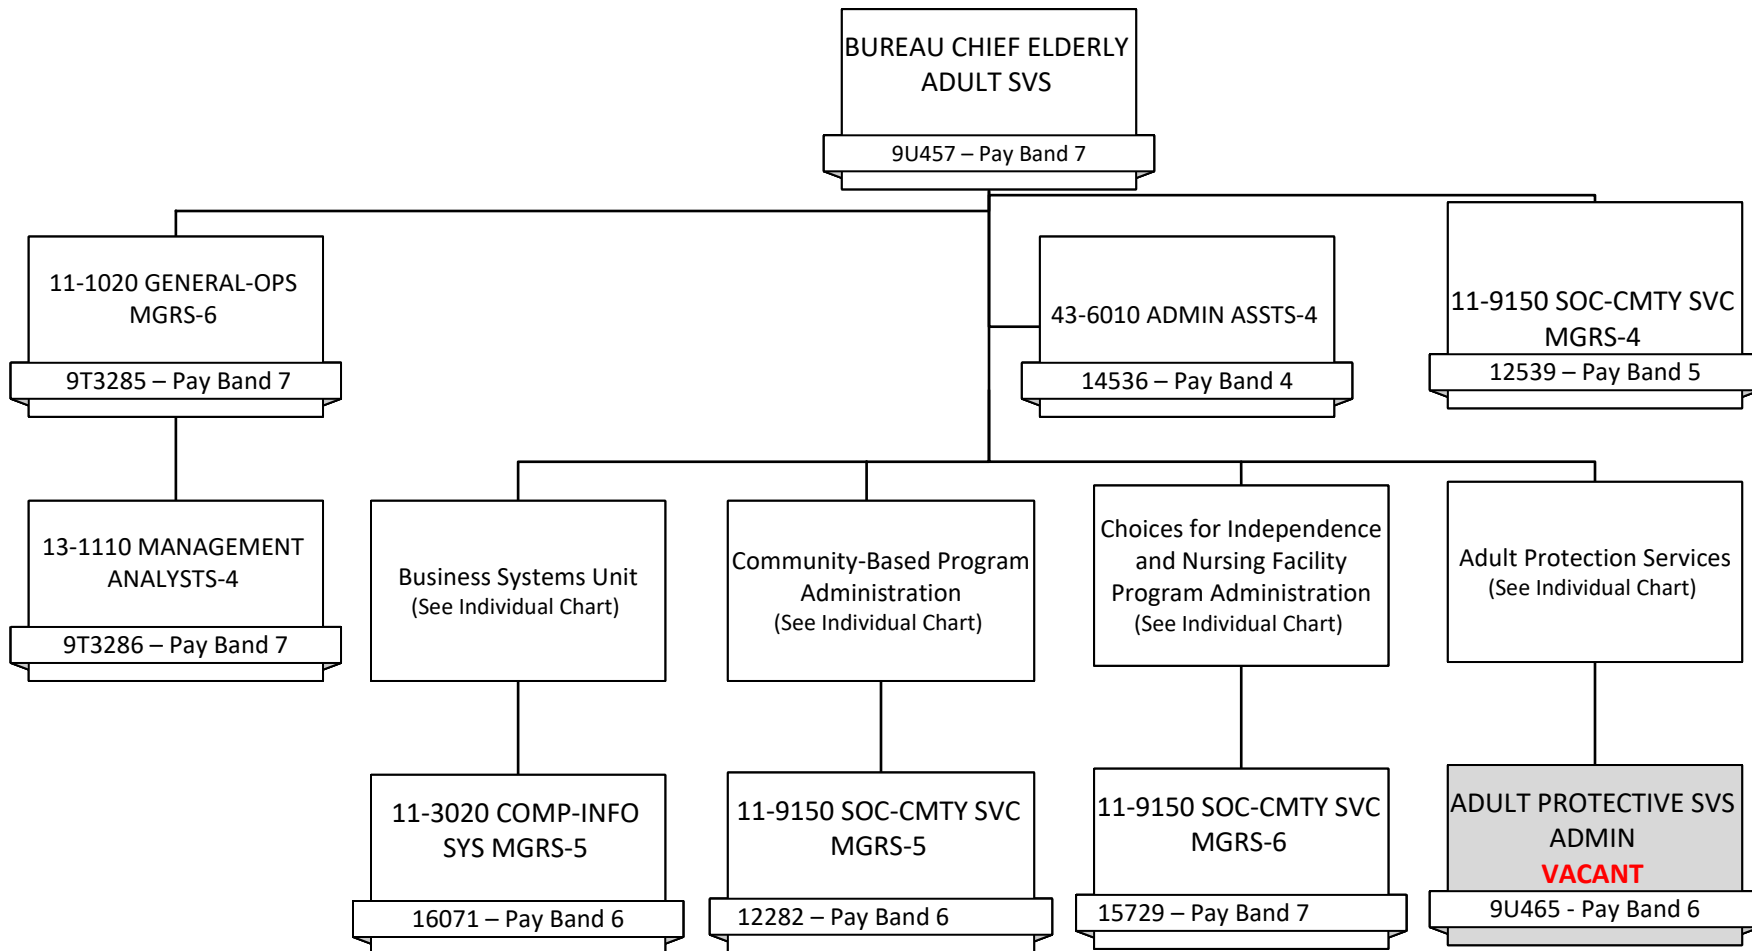 BUREAU CHIEF ELDERLY
ADULT SVS
9U457 – Pay Band 7
11-1020 GENERAL-OPS
MGRS-6
9T3285 – Pay Band 7
43-6010 ADMIN ASSTS-4
14536 – Pay Band 4
11-9150 SOC-CMTY SVC
MGRS-4
12539 – Pay Band 5
13-1110 MANAGEMENT
ANALYSTS-4
9T3286 – Pay Band 7
Business Systems Unit
(See Individual Chart)
Community-Based Program
Administration
(See Individual Chart)
Choices for Independence
and Nursing Facility
Program Administration
(See Individual Chart)
Adult Protection Services
(See Individual Chart)
11-3020 COMP-INFO
SYS MGRS-5
16071 – Pay Band 6
11-9150 SOC-CMTY SVC
MGRS-5
12282 – Pay Band 6
11-9150 SOC-CMTY SVC
MGRS-6
15729 – Pay Band 7
ADULT PROTECTIVE SVS
ADMIN
VACANT
9U465 - Pay Band 6